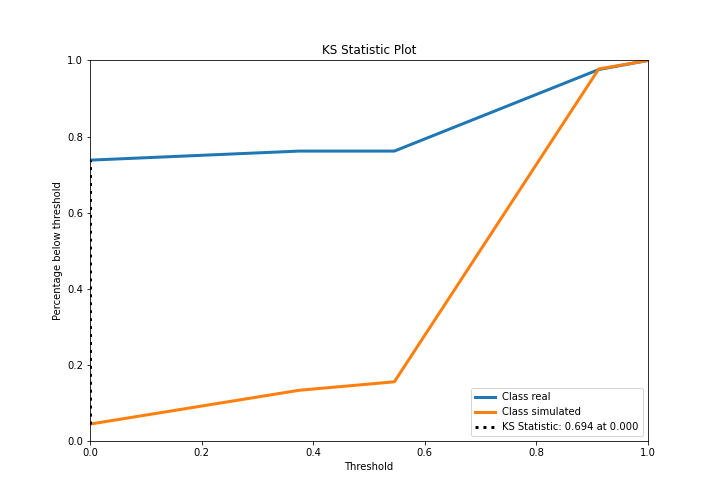 KS Statistic Plot
1.0
0.8
0.6
0.4
0.2
0.0
Percentage below threshold
0.0 0.2 0.4 0.6 0.8 1.0
Threshold
Class real
Class simulated
KS Statistic: 0.694 at 0.000